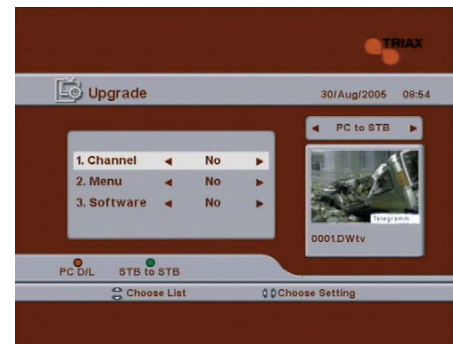 TRIAX
Upgrade
30/Aug/2005 09:54
PC to STB
1. Channel No
2. Menu No
3. Software No
Telegramm
0001.DWtv
PC D/L STB to STB
Choose List Choose Setting